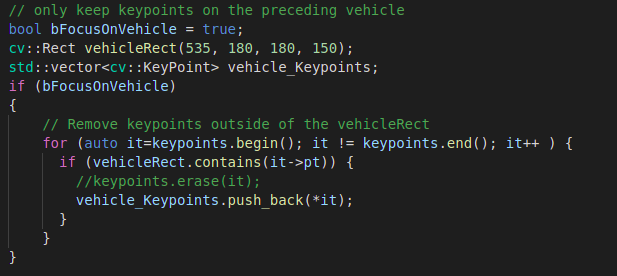 // only keep keypoints on the preceding vehicle
bool bFocusOnVehicle = true;
cv::Rect vehicleRect(535, 180, 180, 150);
std::vector<cv::KeyPoint> vehicle_Keypoints;
if (bFocusOnVehicle)
{
    // Remove keypoints outside of the vehicleRect
    for (auto it=keypoints.begin(); it != keypoints.end(); it++ ) {
      if (vehicleRect.contains(it->pt)) {
        //keypoints.erase(it);
        vehicle_Keypoints.push_back(*it);
      }
    }
}